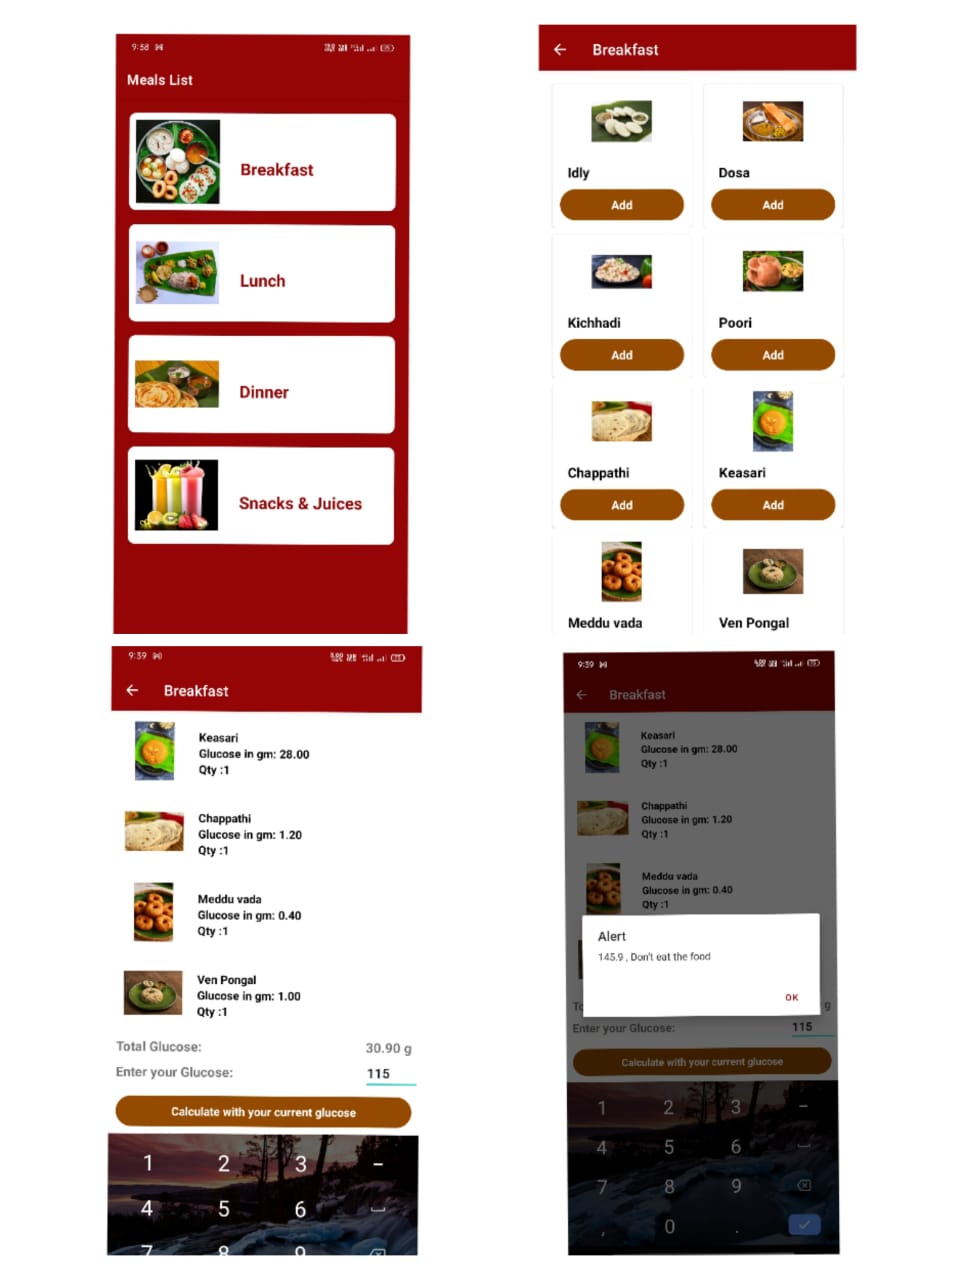 9:38
Meals List
Breakfast
Lunch
Dinner
Snacks & Juices
Breakfast
Idly
Dosa
Add
Add
Kichhadi
Poori
Add
Add
Chappathi
Keasari
Add
Add
Meddu vada
Ven Pongal
9:39
Breakfast
Keasari
Glucose in gm: 28.00
Qty :1
Chappathi
Glucose in gm: 1.20
Qty :1
Meddu vada
Glucose in gm: 0.40
Qty :1
Ven Pongal
Glucose in gm: 1.00
Qty :1
Total Glucose: 30.90 g
Enter your Glucose: 115
Calculate with your current glucose
1 2 3 –
4 5 6
7 8 9
9:39
Breakfast
Keasari
Glucose in gm: 28.00
Qty :1
Chappathi
Glucose in gm: 1.20
Qty :1
Meddu vada
Glucose in gm: 0.40
Qty :1
Alert
145.9 , Don't eat the food
OK
g
Enter your Glucose: 115
Calculate with your current glucose
1 2 3 –
4 5 6
7 8 9
, 0 .